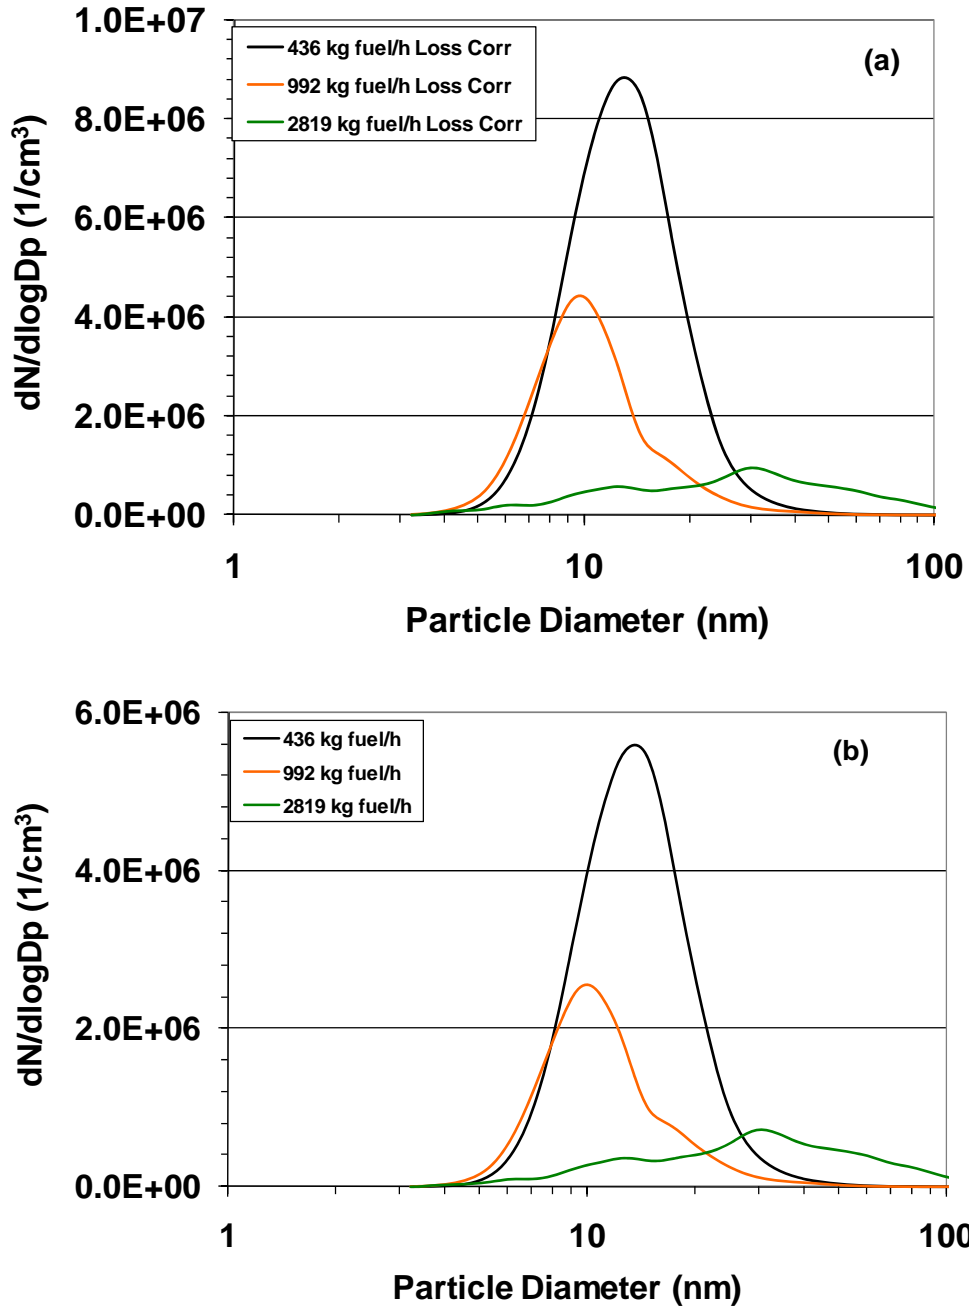 1.0E+07
8.0E+06
6.0E+06
4.0E+06
2.0E+06
0.0E+00
dN/dlogDp (1/cm³)
436 kg fuel/h Loss Corr
992 kg fuel/h Loss Corr
2819 kg fuel/h Loss Corr
(a)
1 10 100
Particle Diameter (nm)
6.0E+06
4.0E+06
2.0E+06
0.0E+00
dN/dlogDp (1/cm³)
436 kg fuel/h
992 kg fuel/h
2819 kg fuel/h
(b)
1 10 100
Particle Diameter (nm)